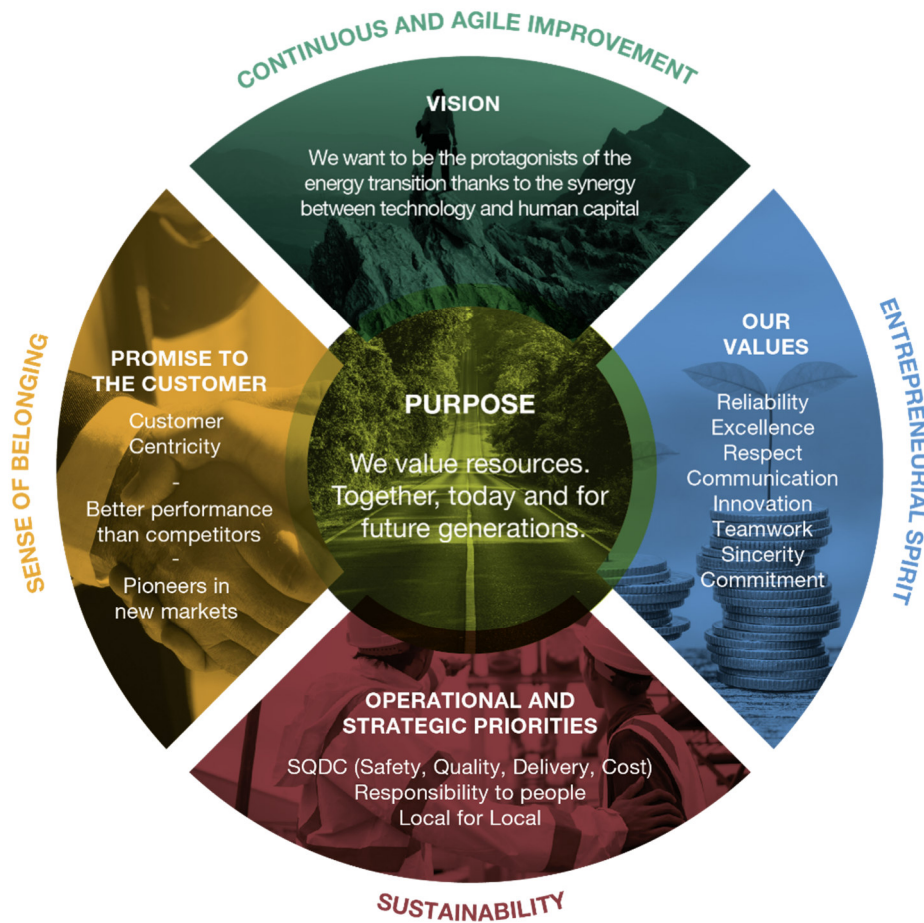 CONTINUOUS AND AGILE IMPROVEMENT
VISION
We want to be the protagonists of the
energy transition thanks to the synergy
between technology and human capital
SENSE OF BELONGING
PROMISE TO
THE CUSTOMER
Customer
Centricity
-
Better performance
than competitors
-
Pioneers in
new markets
PURPOSE
We value resources.
Together, today and for
future generations.
OUR
VALUES
Reliability
Excellence
Respect
Communication
Innovation
Teamwork
Sincerity
Commitment
ENTREPRENEURIAL SPIRIT
OPERATIONAL AND
STRATEGIC PRIORITIES
SQDC (Safety, Quality, Delivery, Cost)
Responsibility to people
Local for Local
SUSTAINABILITY